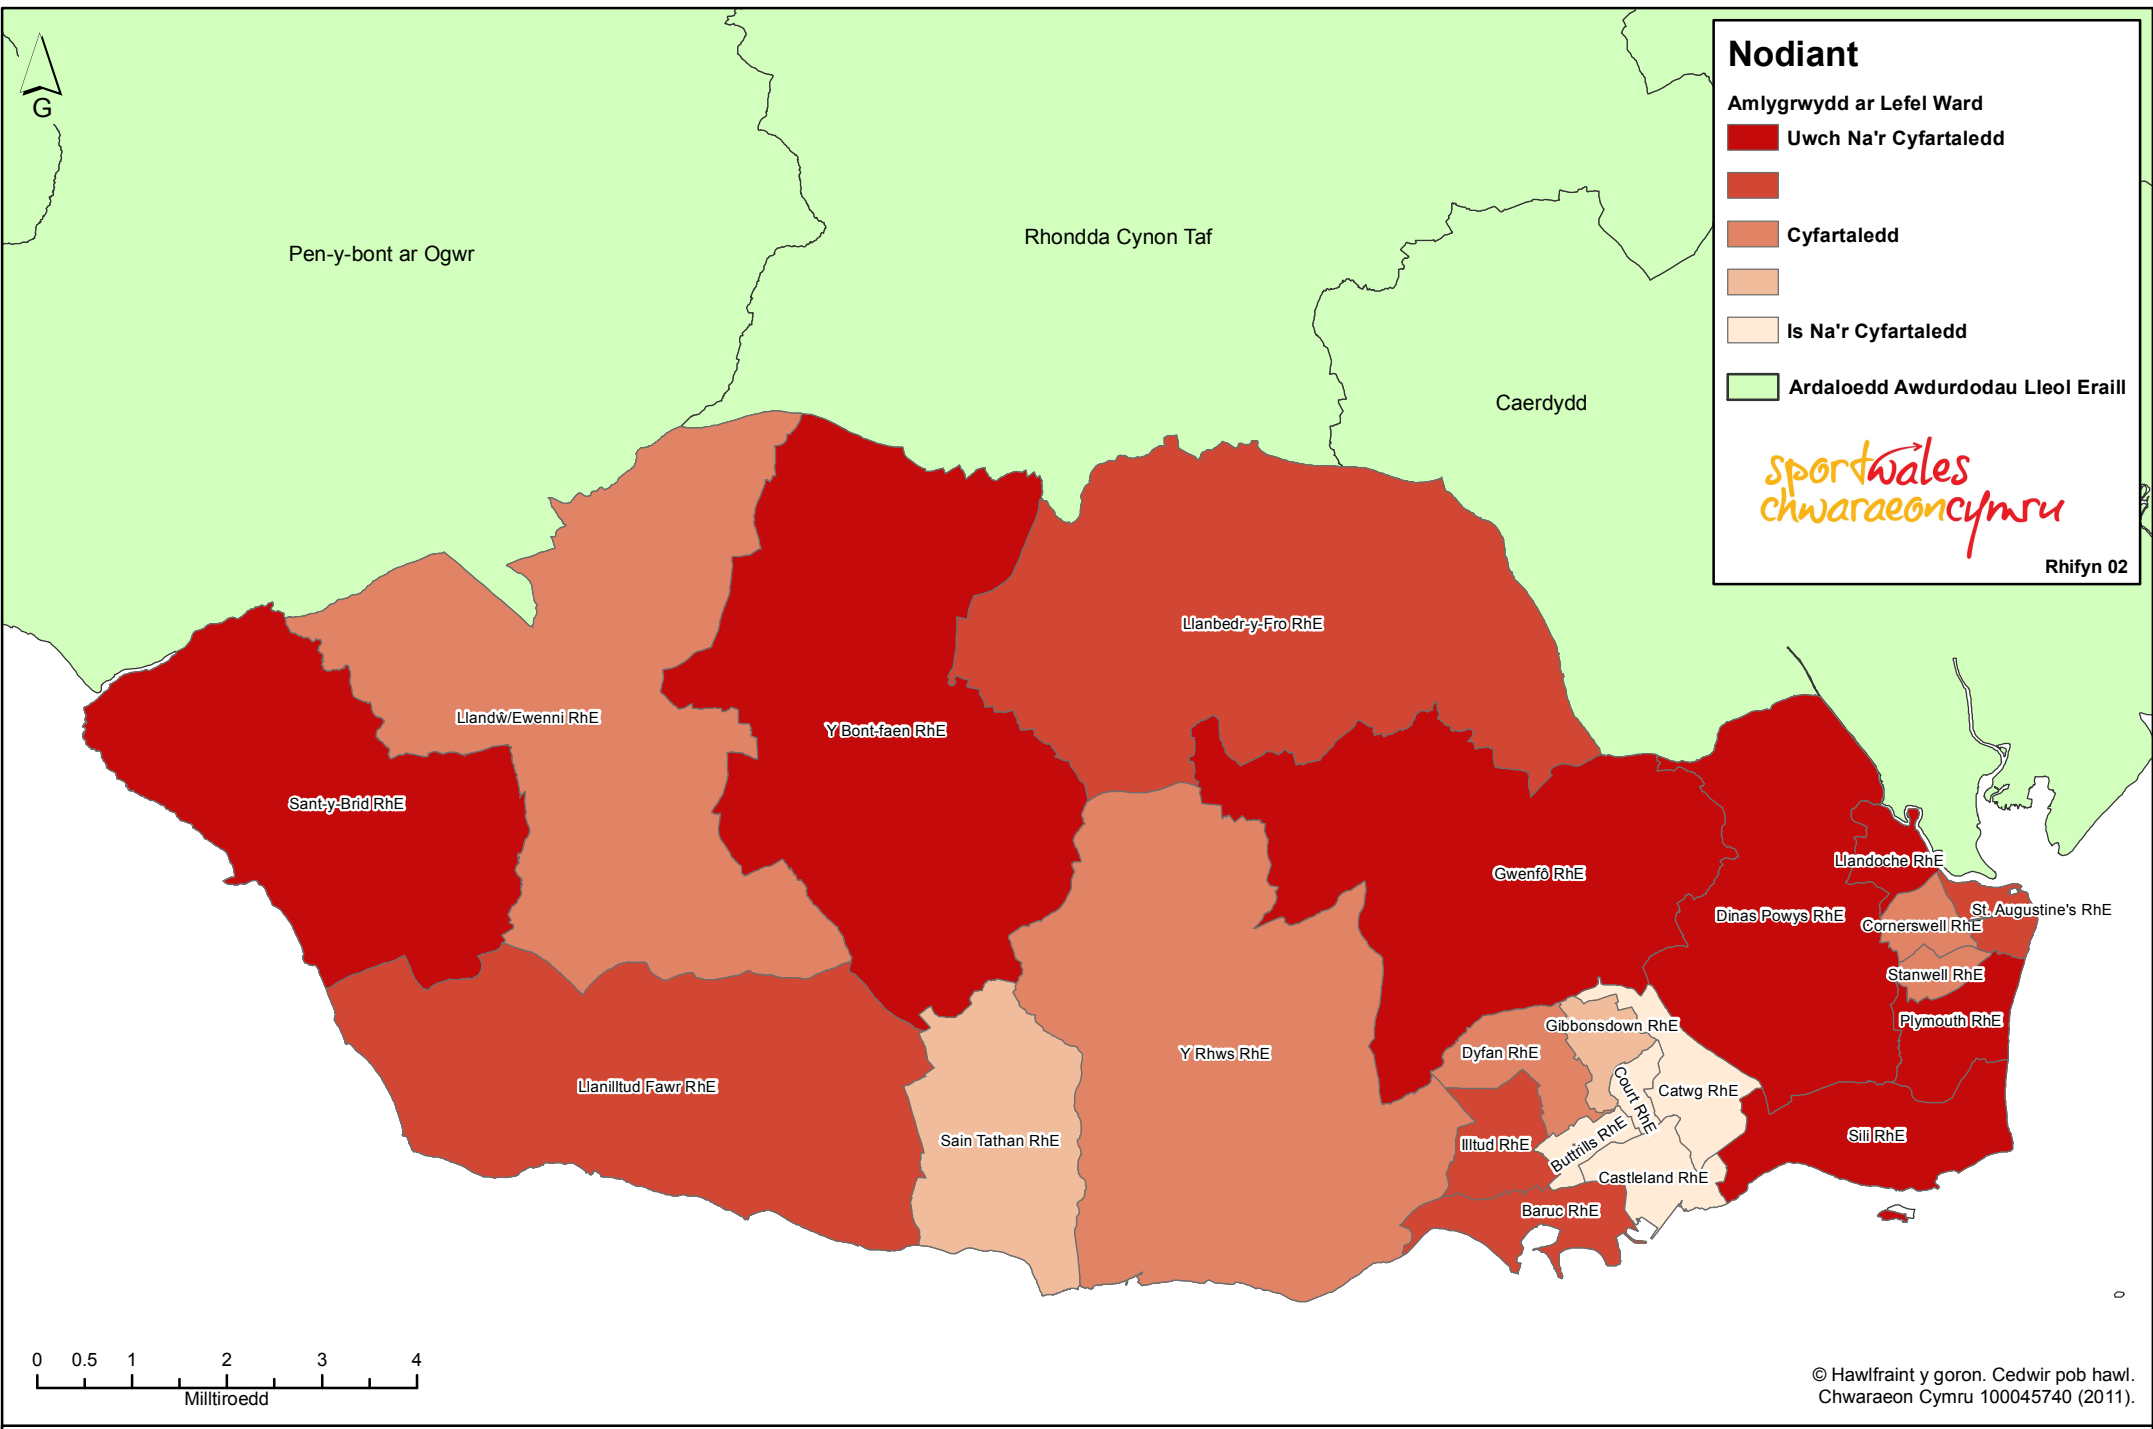 G
Pen-y-bont ar Ogwr
Rhondda Cynon Taf
Caerdydd
Nodiant
Amlygrwydd ar Lefel Ward
Uwch Na'r Cyfartaledd
Cyfartaledd
Is Na'r Cyfartaledd
Ardaloedd Awdurdodau Lleol Eraill
sportwales
chwaraeoncymru
Rhifyn 02
Llanbedr-y-Fro RhE
Llandŵ/Ewenni RhE
Y Bont-faen RhE
Sant-y-Brid RhE
Gwenfô RhE
Llandoche RhE
Dinas Powys RhE
St. Augustine's RhE
Cornerswell RhE
Stanwell RhE
Plymouth RhE
Gibbonsdown RhE
Dyfan RhE
Y Rhws RhE
Llanilltud Fawr RhE
Court RhE
Catwg RhE
Sain Tathan RhE
Illtud RhE
Buttrills RhE
Sili RhE
Castleland RhE
Baruc RhE
0 0.5 1 2 3 4
Milltiroedd
© Hawlfraint y goron. Cedwir pob hawl.
Chwaraeon Cymru 100045740 (2011).